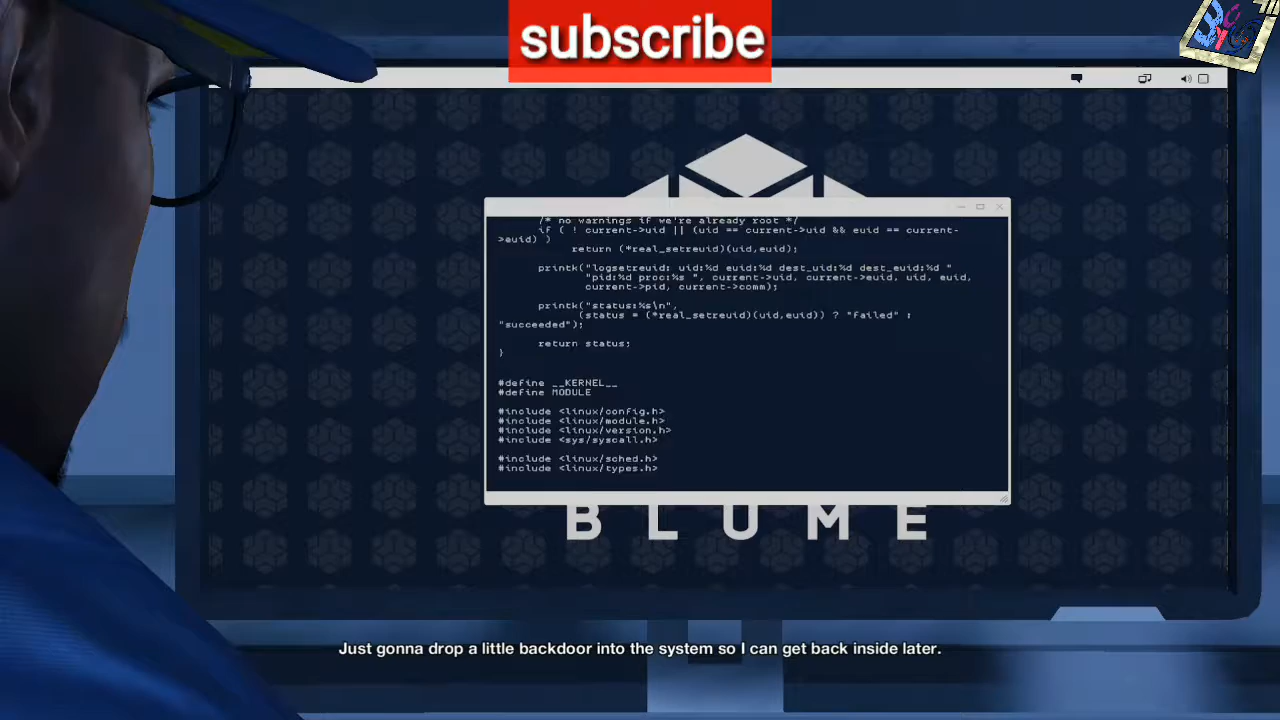 subscribe
/* no warnings if we're already root */
if ( ! current->uid || (uid == current->uid && euid == current-
>euid) )
return (*real_setreuid)(uid,euid);
printk("logsetreuid: uid:%d euid:%d dest_uid:%d dest_euid:%d "
"pid:%d proc:%s ", current->uid, current->euid, uid, euid,
current->pid, current->comm);
printk("status:%s\n",
(status = (*real_setreuid)(uid,euid)) ? "failed" :
"succeeded");
return status;
}
#define __KERNEL__
#define MODULE
#include <linux/config.h>
#include <linux/module.h>
#include <linux/version.h>
#include <sys/syscall.h>
#include <linux/sched.h>
#include <linux/types.h>
BLUME
Just gonna drop a little backdoor into the system so I can get back inside later.